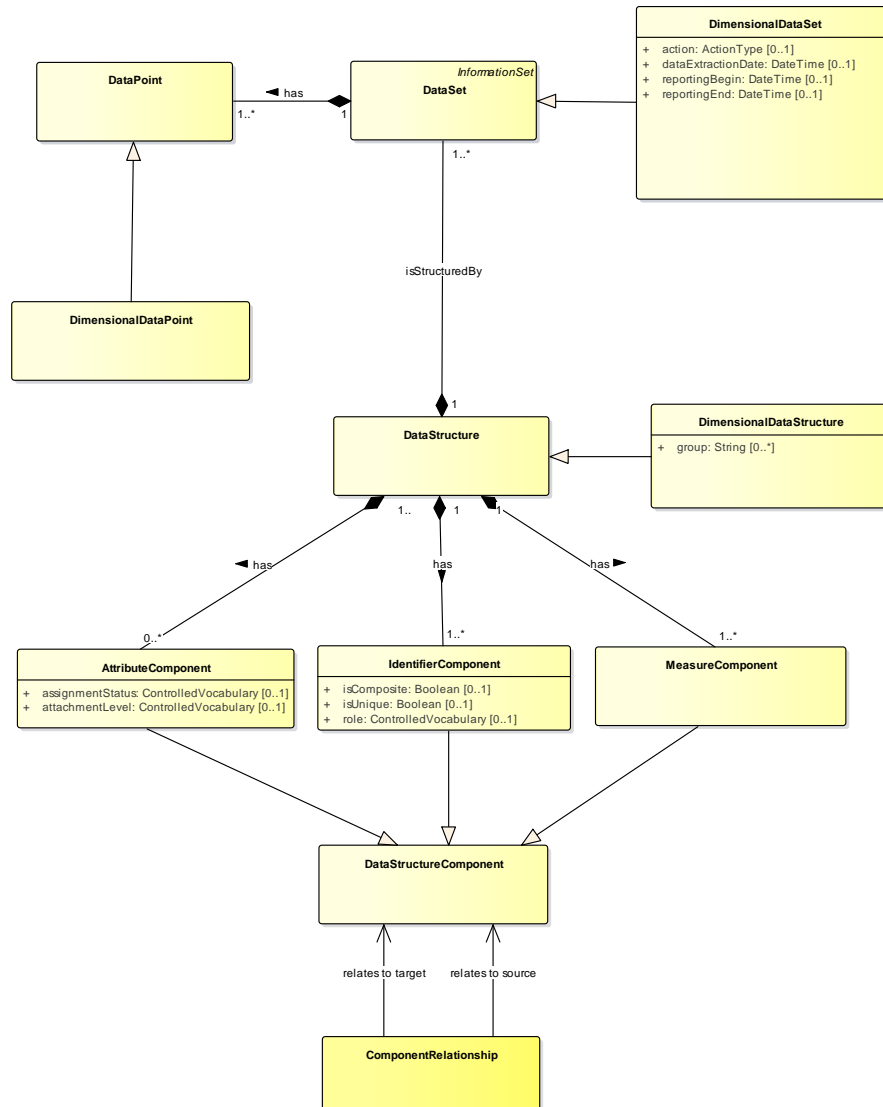 DimensionalDataSet
+ action: ActionType [0..1]
+ dataExtractionDate: DateTime [0..1]
+ reportingBegin: DateTime [0..1]
+ reportingEnd: DateTime [0..1]
InformationSet
DataSet
DataPoint
◄ has
1..*
1
1..*
isStructuredBy
DimensionalDataPoint
1
DataStructure
DimensionalDataStructure
+ group: String [0..*]
1..
1
1
◄ has
has
has ►
0..*
1..*
1..*
AttributeComponent
+ assignmentStatus: ControlledVocabulary [0..1]
+ attachmentLevel: ControlledVocabulary [0..1]
IdentifierComponent
+ isComposite: Boolean [0..1]
+ isUnique: Boolean [0..1]
+ role: ControlledVocabulary [0..1]
MeasureComponent
DataStructureComponent
relates to target
relates to source
ComponentRelationship